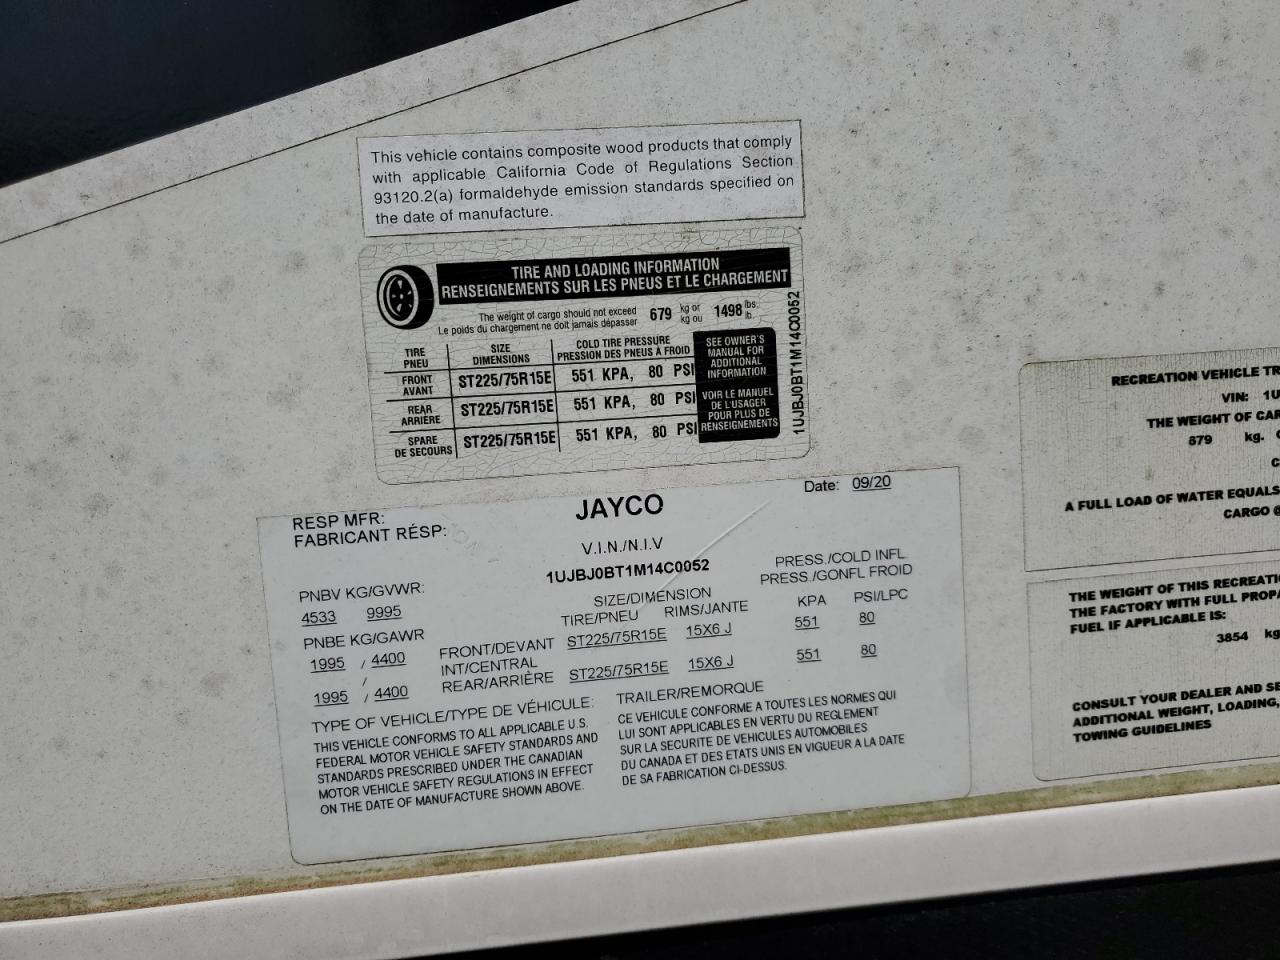 This vehicle contains composite wood products that comply
with applicable California Code of Regulations Section
93120.2(a) formaldehyde emission standards specified on
the date of manufacture.
TIRE AND LOADING INFORMATION
RENSEIGNEMENTS SUR LES PNEUS ET LE CHARGEMENT
The weight of cargo should not exceed 679 kg or 1498 lbs.
Le poids du chargement ne doit jamais dépasser kg ou lb.
TIRE SIZE COLD TIRE PRESSURE
PNEU DIMENSIONS PRESSION DES PNEUS A FROID
FRONT
AVANT ST225/75R15E 551 KPA, 80 PSI
REAR
ARRIÈRE ST225/75R15E 551 KPA, 80 PSI
SPARE
DE SECOURS ST225/75R15E 551 KPA, 80 PSI
SEE OWNER'S
MANUAL FOR
ADDITIONAL
INFORMATION
VOIR LE MANUEL
DE L'USAGER
POUR PLUS DE
RENSEIGNEMENTS
1UJBJ0BT1M14C0052
RESP MFR: JAYCO Date: 09/20
FABRICANT RÉSP:
V.I.N./N.I.V
1UJBJ0BT1M14C0052
PNBV KG/GVWR:
4533 9995
SIZE/DIMENSION PRESS./COLD INFL
TIRE/PNEU RIMS/JANTE PRESS./GONFL FROID
PNBE KG/GAWR KPA PSI/LPC
1995 / 4400 FRONT/DEVANT ST225/75R15E 15X6 J 551 80
/ INT/CENTRAL
1995 / 4400 REAR/ARRIÈRE ST225/75R15E 15X6 J 551 80
TYPE OF VEHICLE/TYPE DE VÉHICULE: TRAILER/REMORQUE
THIS VEHICLE CONFORMS TO ALL APPLICABLE U.S.
FEDERAL MOTOR VEHICLE SAFETY STANDARDS AND
STANDARDS PRESCRIBED UNDER THE CANADIAN
MOTOR VEHICLE SAFETY REGULATIONS IN EFFECT
ON THE DATE OF MANUFACTURE SHOWN ABOVE.
CE VEHICULE CONFORME A TOUTES LES NORMES QUI
LUI SONT APPLICABLES EN VERTU DU REGLEMENT
SUR LA SECURITE DE VEHICULES AUTOMOBILES
DU CANADA ET DES ETATS UNIS EN VIGUEUR A LA DATE
DE SA FABRICATION CI-DESSUS.
RECREATION VEHICLE TR
VIN: 1U
THE WEIGHT OF CAR
679 kg.
A FULL LOAD OF WATER EQUALS
CARGO @
THE WEIGHT OF THIS RECREATI
THE FACTORY WITH FULL PROPA
FUEL IF APPLICABLE IS:
3854 kg
CONSULT YOUR DEALER AND SE
ADDITIONAL WEIGHT, LOADING,
TOWING GUIDELINES